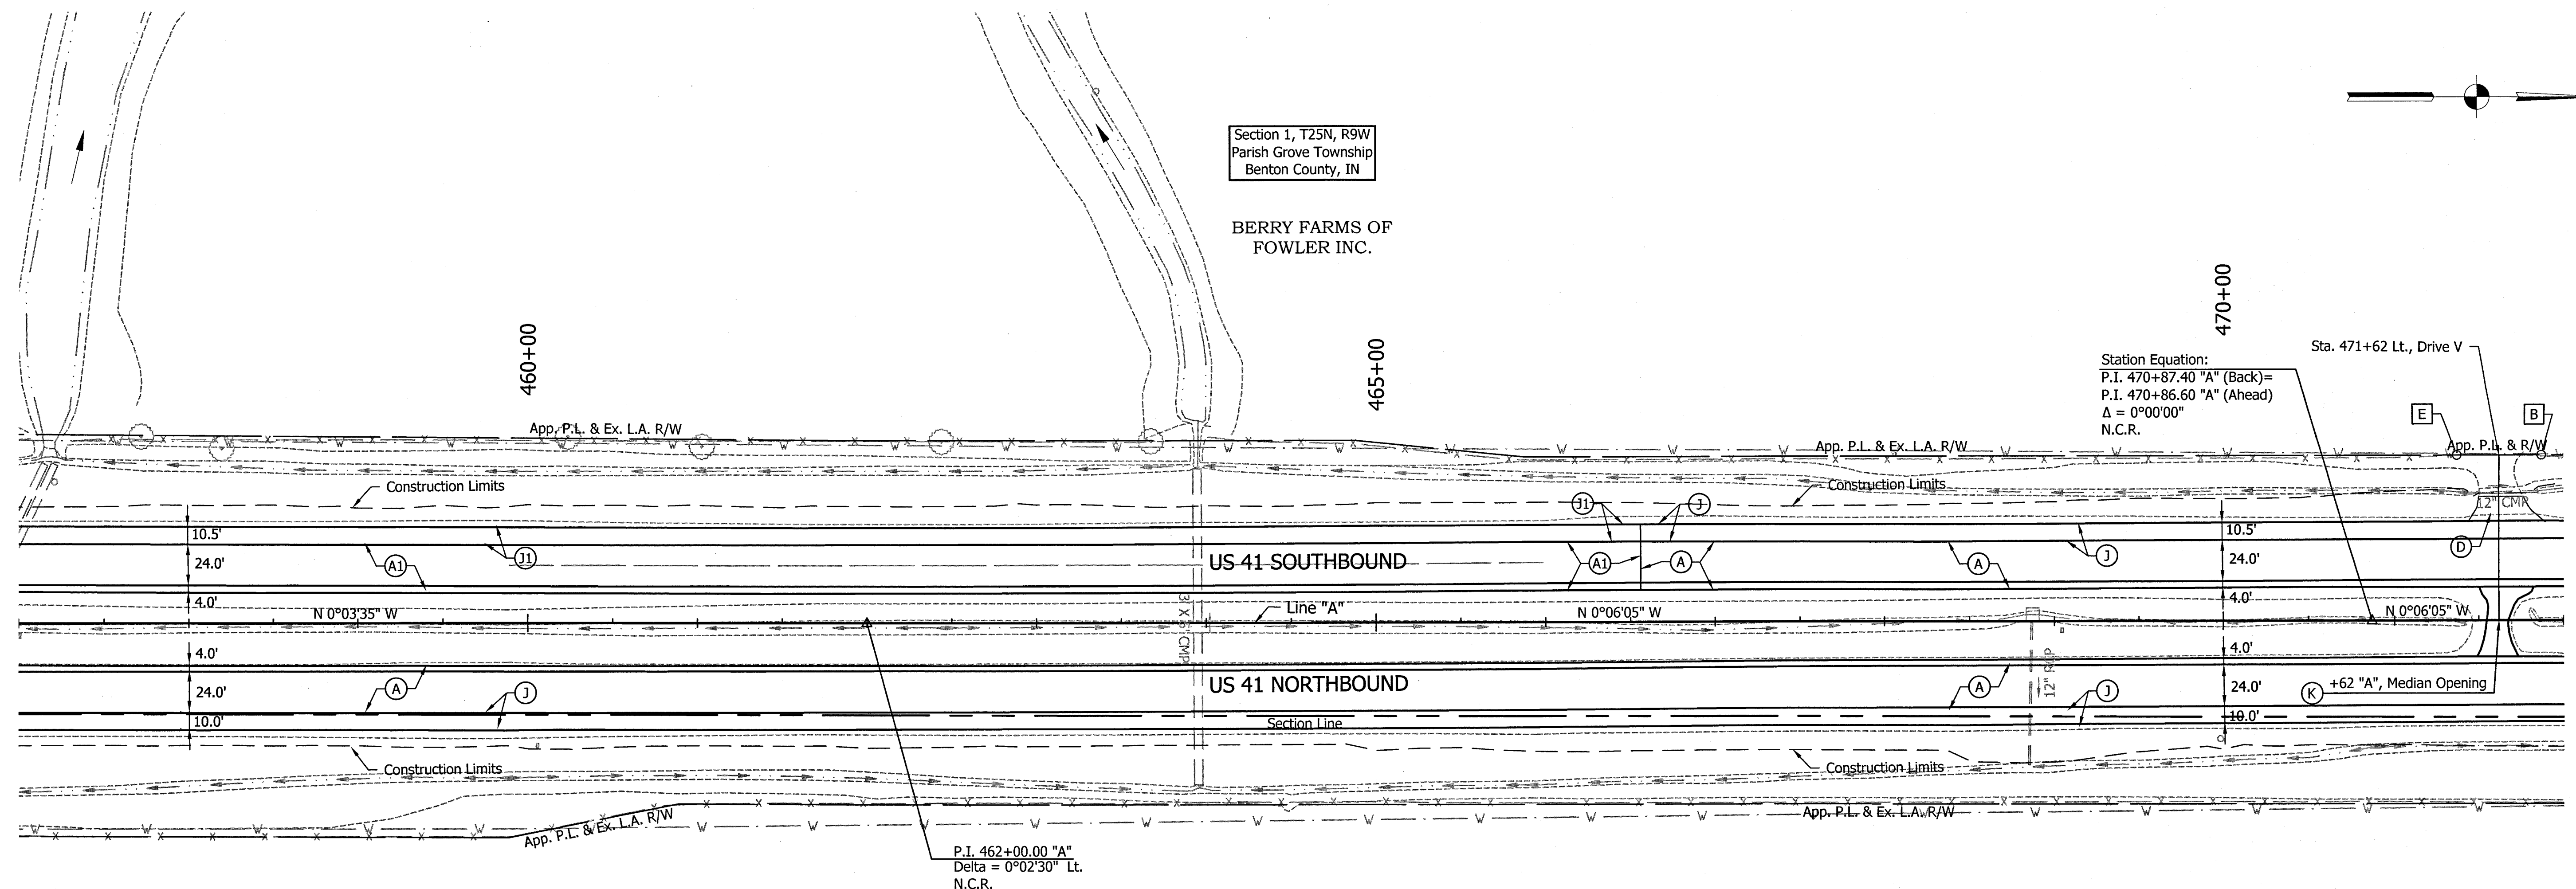 Section 1, T25N, R9W
Parish Grove Township
Benton County, IN
BERRY FARMS OF
FOWLER INC.
460+00
465+00
470+00
Sta. 471+62 Lt., Drive V
Station Equation:
P.I. 470+87.40 "A" (Back)=
P.I. 470+86.60 "A" (Ahead)
Δ = 0°00'00"
N.C.R.
E
B
App. P.L. & Ex. L.A. R/W
App. P.L. & Ex. L.A. R/W
App. P.L. & R/W
Construction Limits
Construction Limits
12" CMP
J1
J
10.5'
10.5'
J1
J
D
24.0'
A1
US 41 SOUTHBOUND
A1
A
A
24.0'
4.0'
4.0'
N 0°03'35" W
Line "A"
N 0°06'05" W
N 0°06'05" W
CMP
4.0'
4.0'
12" RCP
24.0'
A
J
US 41 NORTHBOUND
A
J
24.0'
K
+62 "A", Median Opening
10.0'
Section Line
10.0'
Construction Limits
Construction Limits
App. P.L. & Ex. L.A. R/W
App. P.L. & Ex. L.A. R/W
P.I. 462+00.00 "A"
Delta = 0°02'30" Lt.
N.C.R.